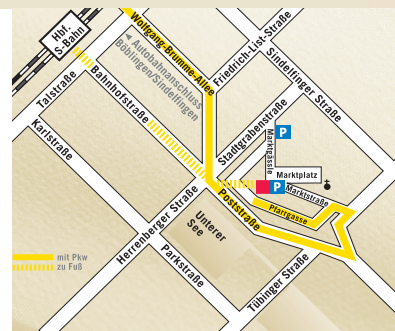 Hbf.
S-Bahn
Wolfgang-Brumme-Allee
Autobahnanschluss
Böblingen/Sindelfingen
Friedrich-List-Straße
Sindelfinger Straße
Talstraße
Bahnhofstraße
Karlstraße
Stadtgrabenstraße
Marktgässle
P
Marktplatz
P
Marktstraße
Pfarrgasse
Poststraße
Herrenberger Straße
Unterer
See
Parkstraße
Tübinger Straße
mit Pkw
zu Fuß